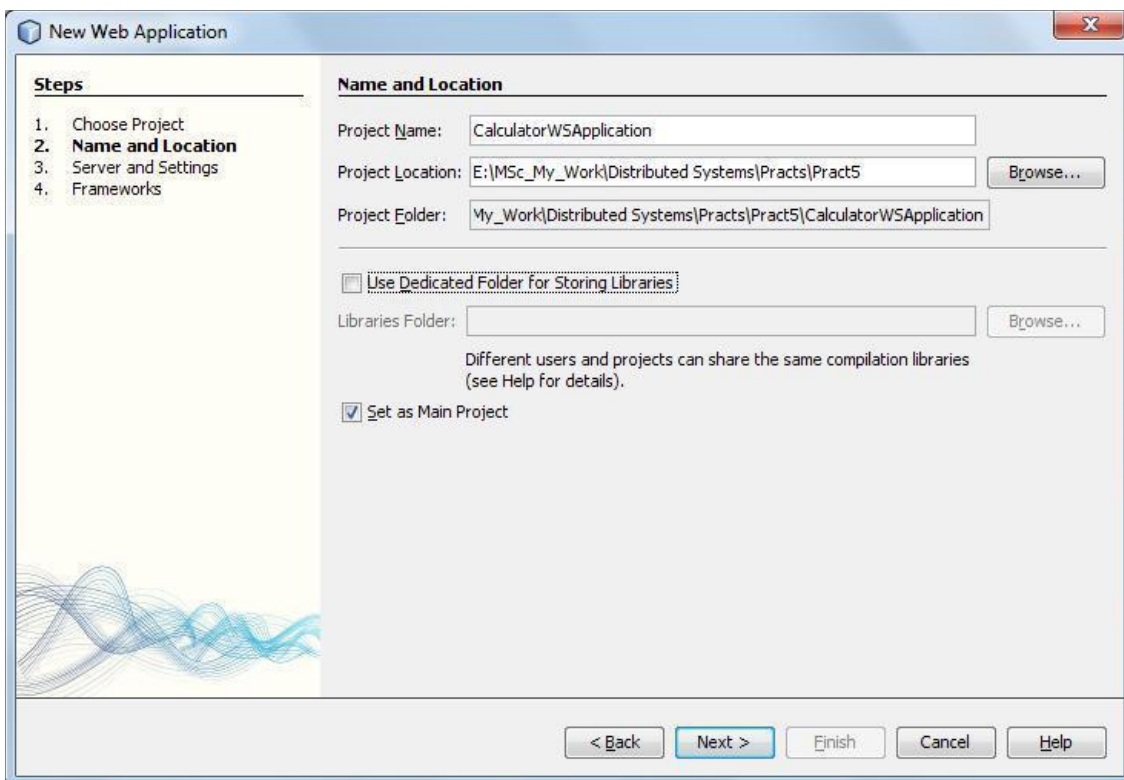 New Web Application
Steps
1. Choose Project
2. Name and Location
3. Server and Settings
4. Frameworks
Name and Location
Project Name: CalculatorWSApplication
Project Location: E:\MSc_My_Work\Distributed Systems\Practs\Pract5 Browse...
Project Folder: My_Work\Distributed Systems\Practs\Pract5\CalculatorWSApplication
Use Dedicated Folder for Storing Libraries
Libraries Folder: Browse...
Different users and projects can share the same compilation libraries
(see Help for details).
Set as Main Project
< Back Next > Finish Cancel Help